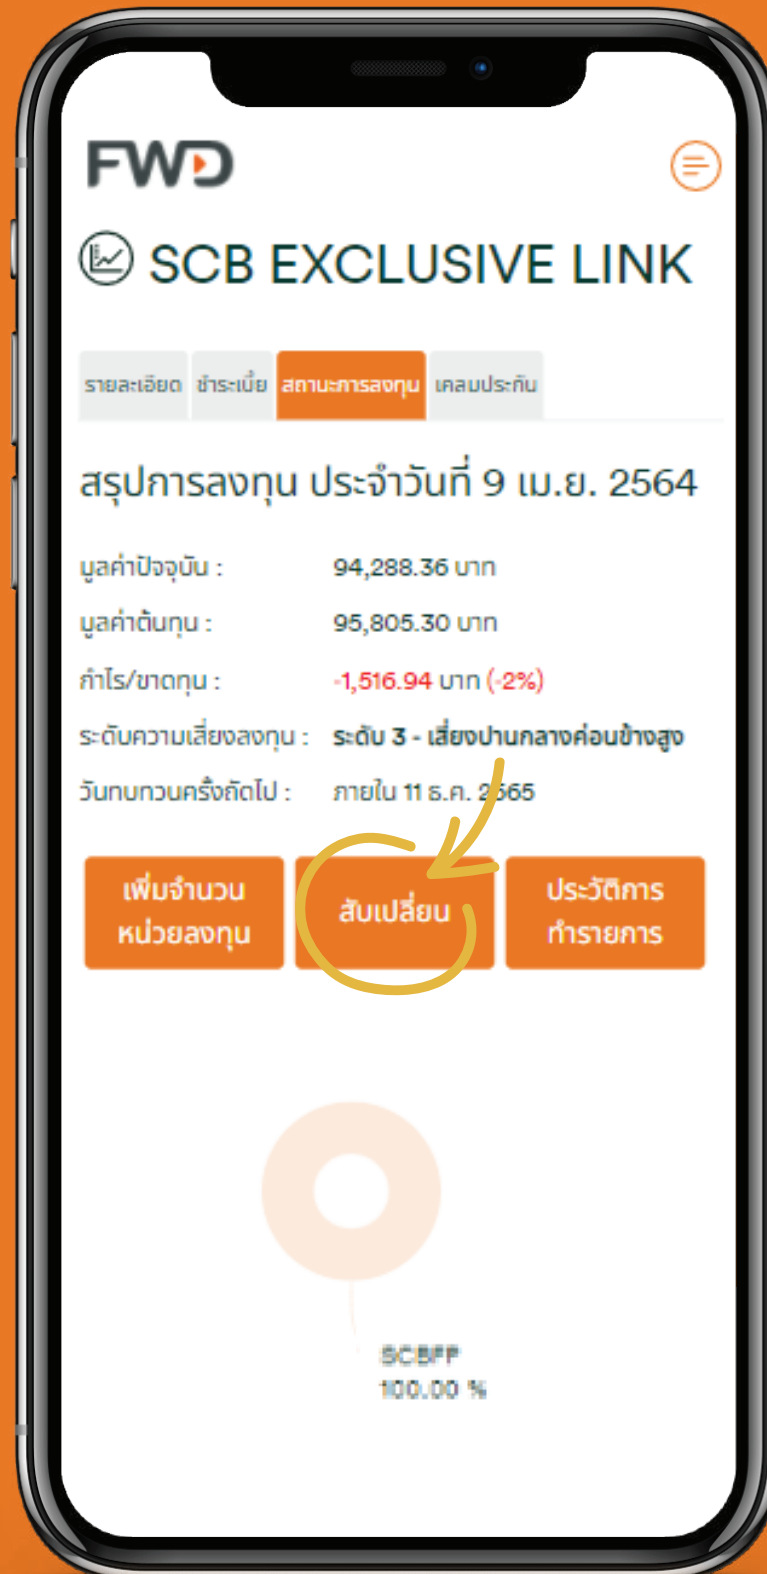 FWD
SCB EXCLUSIVE LINK
รายละเอียด ชำระเบี้ย สถานะการลงทุน เคลมประกัน
สรุปการลงทุน ประจำวันที่ 9 เม.ย. 2564
มูลค่าปัจจุบัน : 94,288.36 บาท
มูลค่าต้นทุน : 95,805.30 บาท
กำไร/ขาดทุน : -1,516.94 บาท (-2%)
ระดับความเสี่ยงลงทุน : ระดับ 3 - เสี่ยงปานกลางค่อนข้างสูง
วันทบทวนครั้งถัดไป : ภายใน 11 ธ.ค. 2565
เพิ่มจำนวน
หน่วยลงทุน
สับเปลี่ยน
ประวัติการ
ทำรายการ
SCBFP
100.00 %